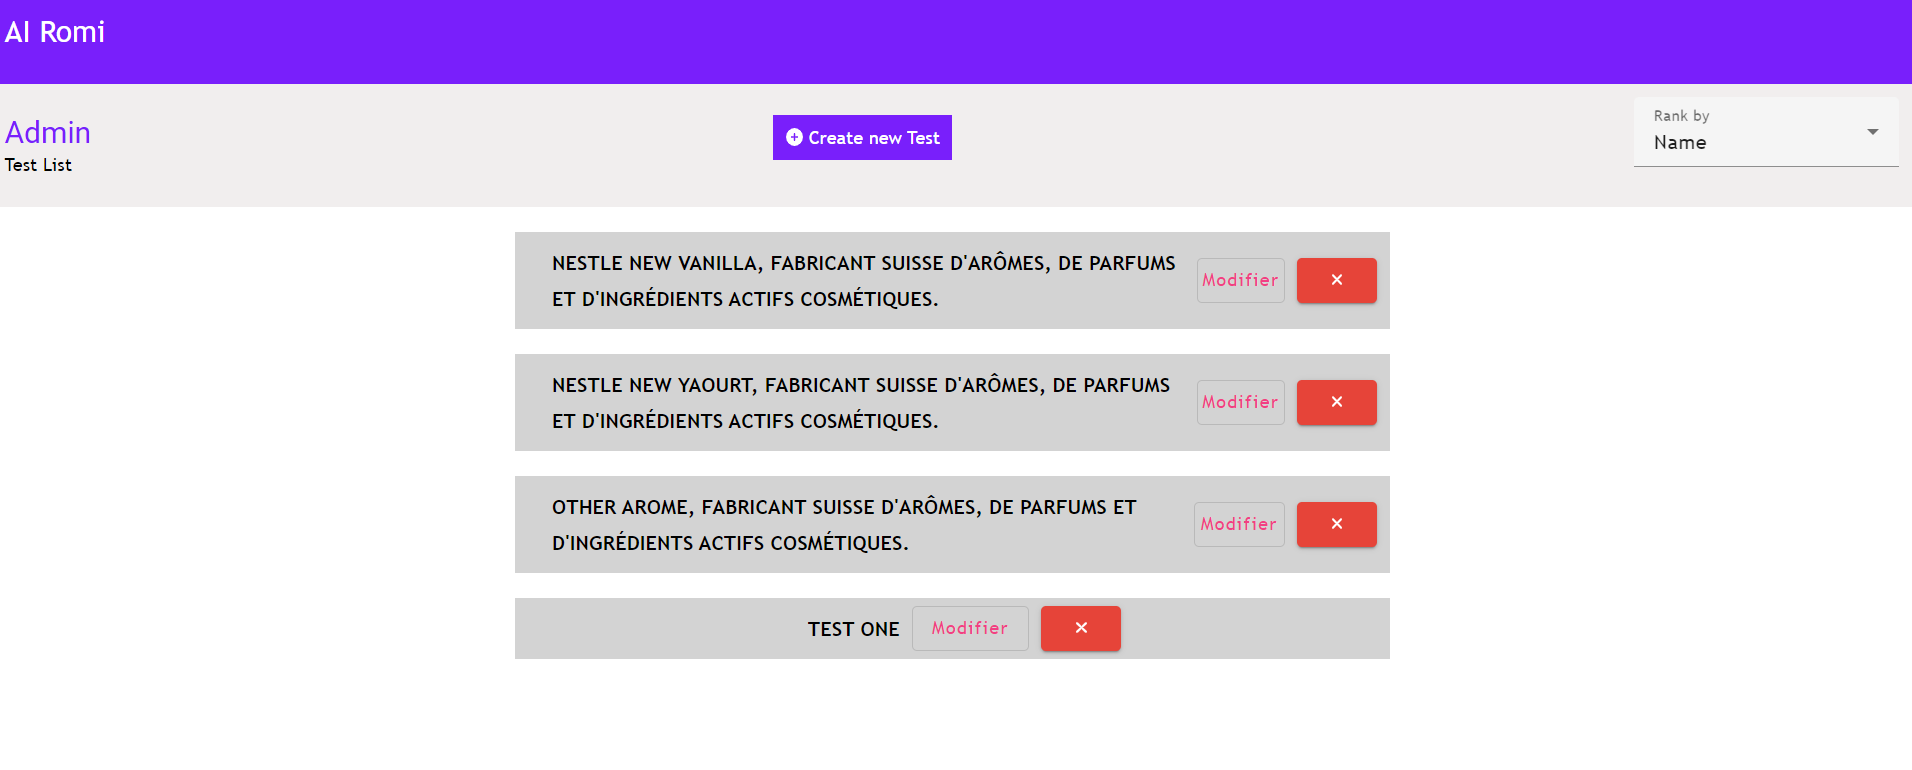 AI Romi
Admin
Test List
Create new Test
Rank by
Name
NESTLE NEW VANILLA, FABRICANT SUISSE D'ARÔMES, DE PARFUMS
ET D'INGRÉDIENTS ACTIFS COSMÉTIQUES.
Modifier
NESTLE NEW YAOURT, FABRICANT SUISSE D'ARÔMES, DE PARFUMS
ET D'INGRÉDIENTS ACTIFS COSMÉTIQUES.
Modifier
OTHER AROME, FABRICANT SUISSE D'ARÔMES, DE PARFUMS ET
D'INGRÉDIENTS ACTIFS COSMÉTIQUES.
Modifier
TEST ONE Modifier